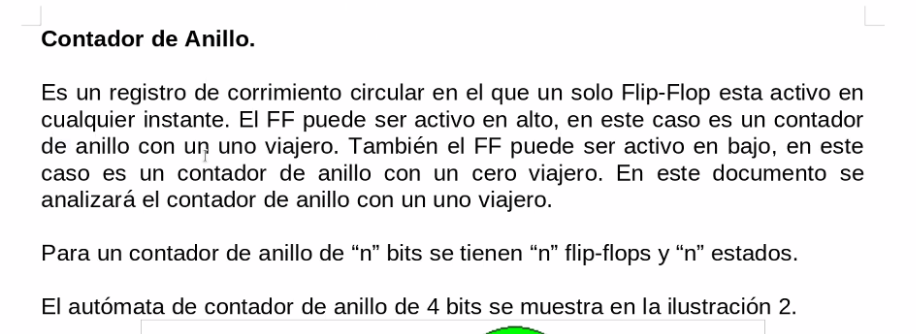 Contador de Anillo.
Es un registro de corrimiento circular en el que un solo Flip-Flop esta activo en
cualquier instante. El FF puede ser activo en alto, en este caso es un contador
de anillo con un uno viajero. También el FF puede ser activo en bajo, en este
caso es un contador de anillo con un cero viajero. En este documento se
analizará el contador de anillo con un uno viajero.
Para un contador de anillo de “n” bits se tienen “n” flip-flops y “n” estados.
El autómata de contador de anillo de 4 bits se muestra en la ilustración 2.